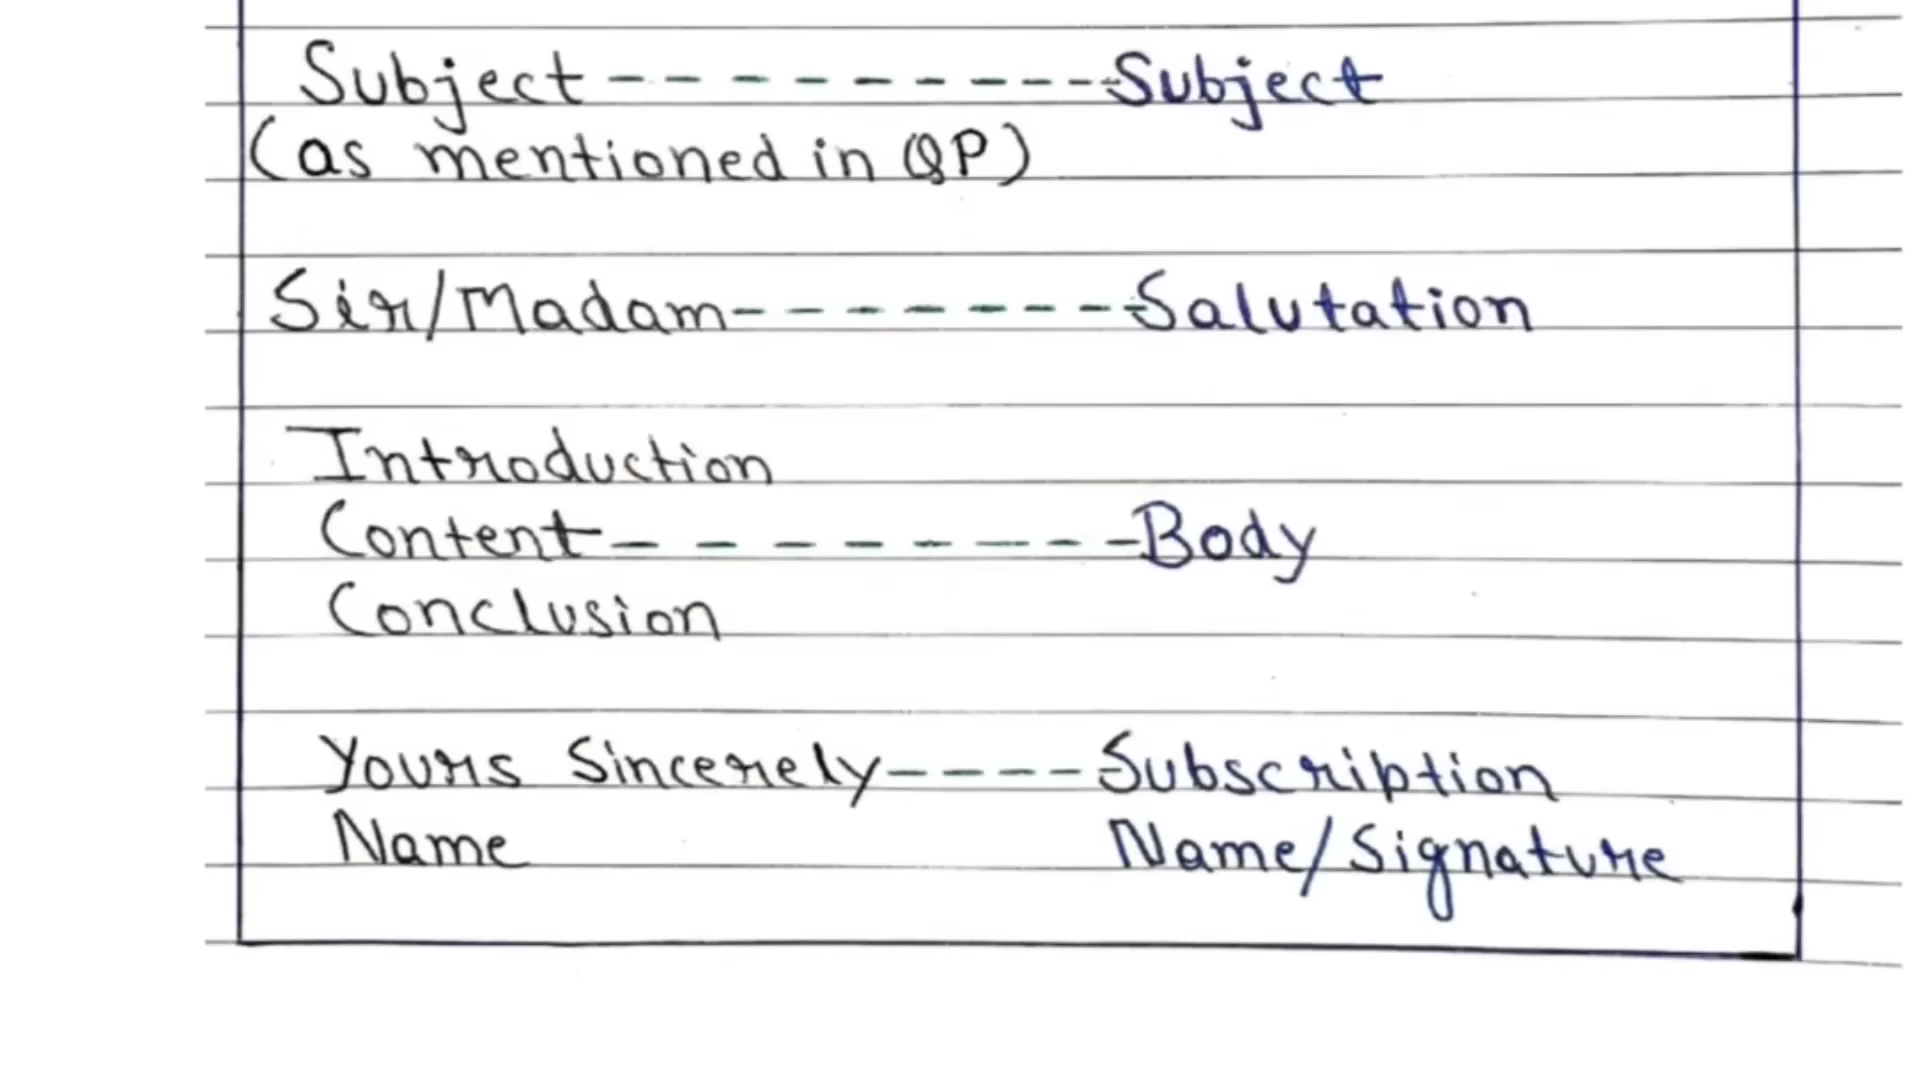 Subject - - - - - - - - - - Subject
(as mentioned in QP)
Sir/Madam - - - - - - - - Salutation
Introduction
Content - - - - - - - - - Body
Conclusion
Yours Sincerely - - - - - Subscription
Name Name/Signature